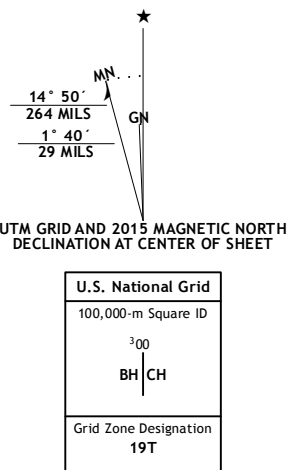 ★
MN
GN
14° 50´
264 MILS
1° 40´
29 MILS
UTM GRID AND 2015 MAGNETIC NORTH
DECLINATION AT CENTER OF SHEET
U.S. National Grid
100,000-m Square ID
³00
BH CH
Grid Zone Designation
19T